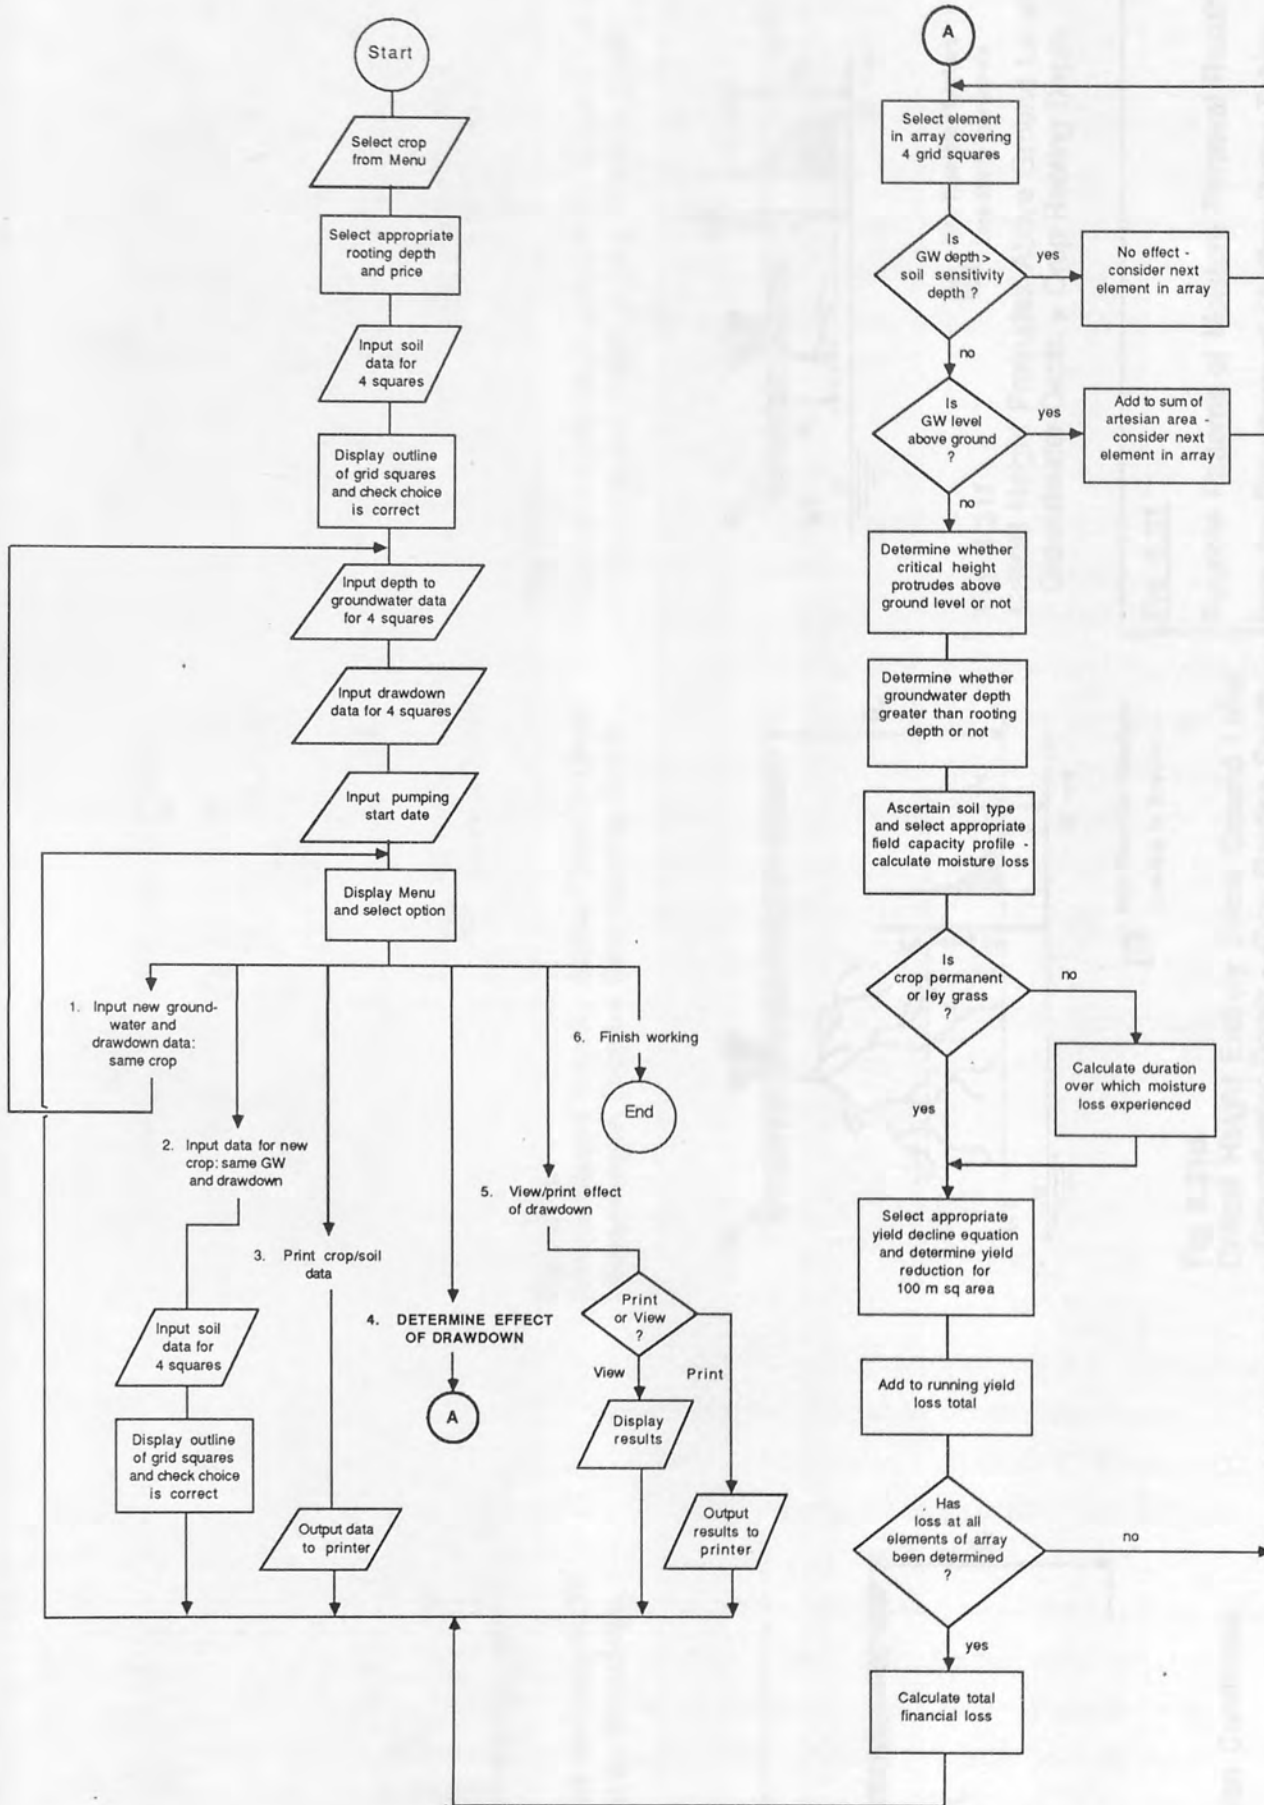 Start
Select crop
from Menu
Select appropriate
rooting depth
and price
Input soil
data for
4 squares
Display outline
of grid squares
and check choice
is correct
Input depth to
groundwater data
for 4 squares
Input drawdown
data for 4 squares
Input pumping
start date
Display Menu
and select option
1. Input new ground-
water and
drawdown data:
same crop
2. Input data for new
crop: same GW
and drawdown
Input soil
data for
4 squares
Display outline
of grid squares
and check choice
is correct
3. Print crop/soil
data
Output data
to printer
4. DETERMINE EFFECT
OF DRAWDOWN
A
5. View/print effect
of drawdown
Print
or View
?
View
Print
Display
results
Output
results to
printer
6. Finish working
End
A
Select element
in array covering
4 grid squares
Is
GW depth>
soil sensitivity
depth ?
yes
No effect -
consider next
element in array
no
Is
GW level
above ground
?
yes
Add to sum of
artesian area -
consider next
element in array
no
Determine whether
critical height
protrudes above
ground level or not
Determine whether
groundwater depth
greater than rooting
depth or not
Ascertain soil type
and select appropriate
field capacity profile -
calculate moisture loss
Is
crop permanent
or ley grass
?
no
Calculate duration
over which moisture
loss experienced
yes
Select appropriate
yield decline equation
and determine yield
reduction for
100 m sq area
Add to running yield
loss total
Has
loss at all
elements of array
been determined
?
no
yes
Calculate total
financial loss